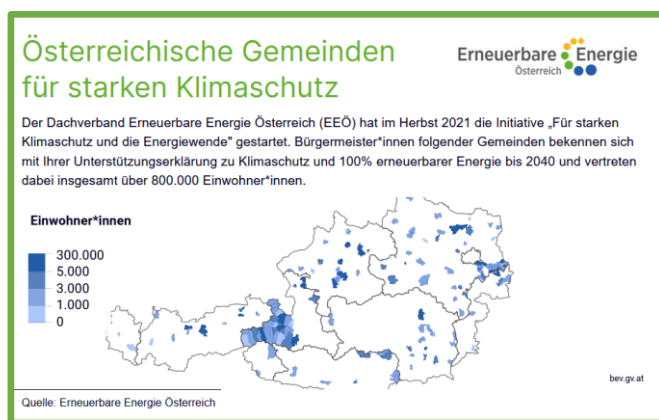 Österreichische Gemeinden
für starken Klimaschutz
Erneuerbare Energie
Österreich
Der Dachverband Erneuerbare Energie Österreich (EEÖ) hat im Herbst 2021 die Initiative „Für starken
Klimaschutz und die Energiewende" gestartet. Bürgermeister*innen folgender Gemeinden bekennen sich
mit Ihrer Unterstützungserklärung zu Klimaschutz und 100% erneuerbarer Energie bis 2040 und vertreten
dabei insgesamt über 800.000 Einwohner*innen.
Einwohner*innen
300.000
5.000
3.000
1.000
0
bev.gv.at
Quelle: Erneuerbare Energie Österreich